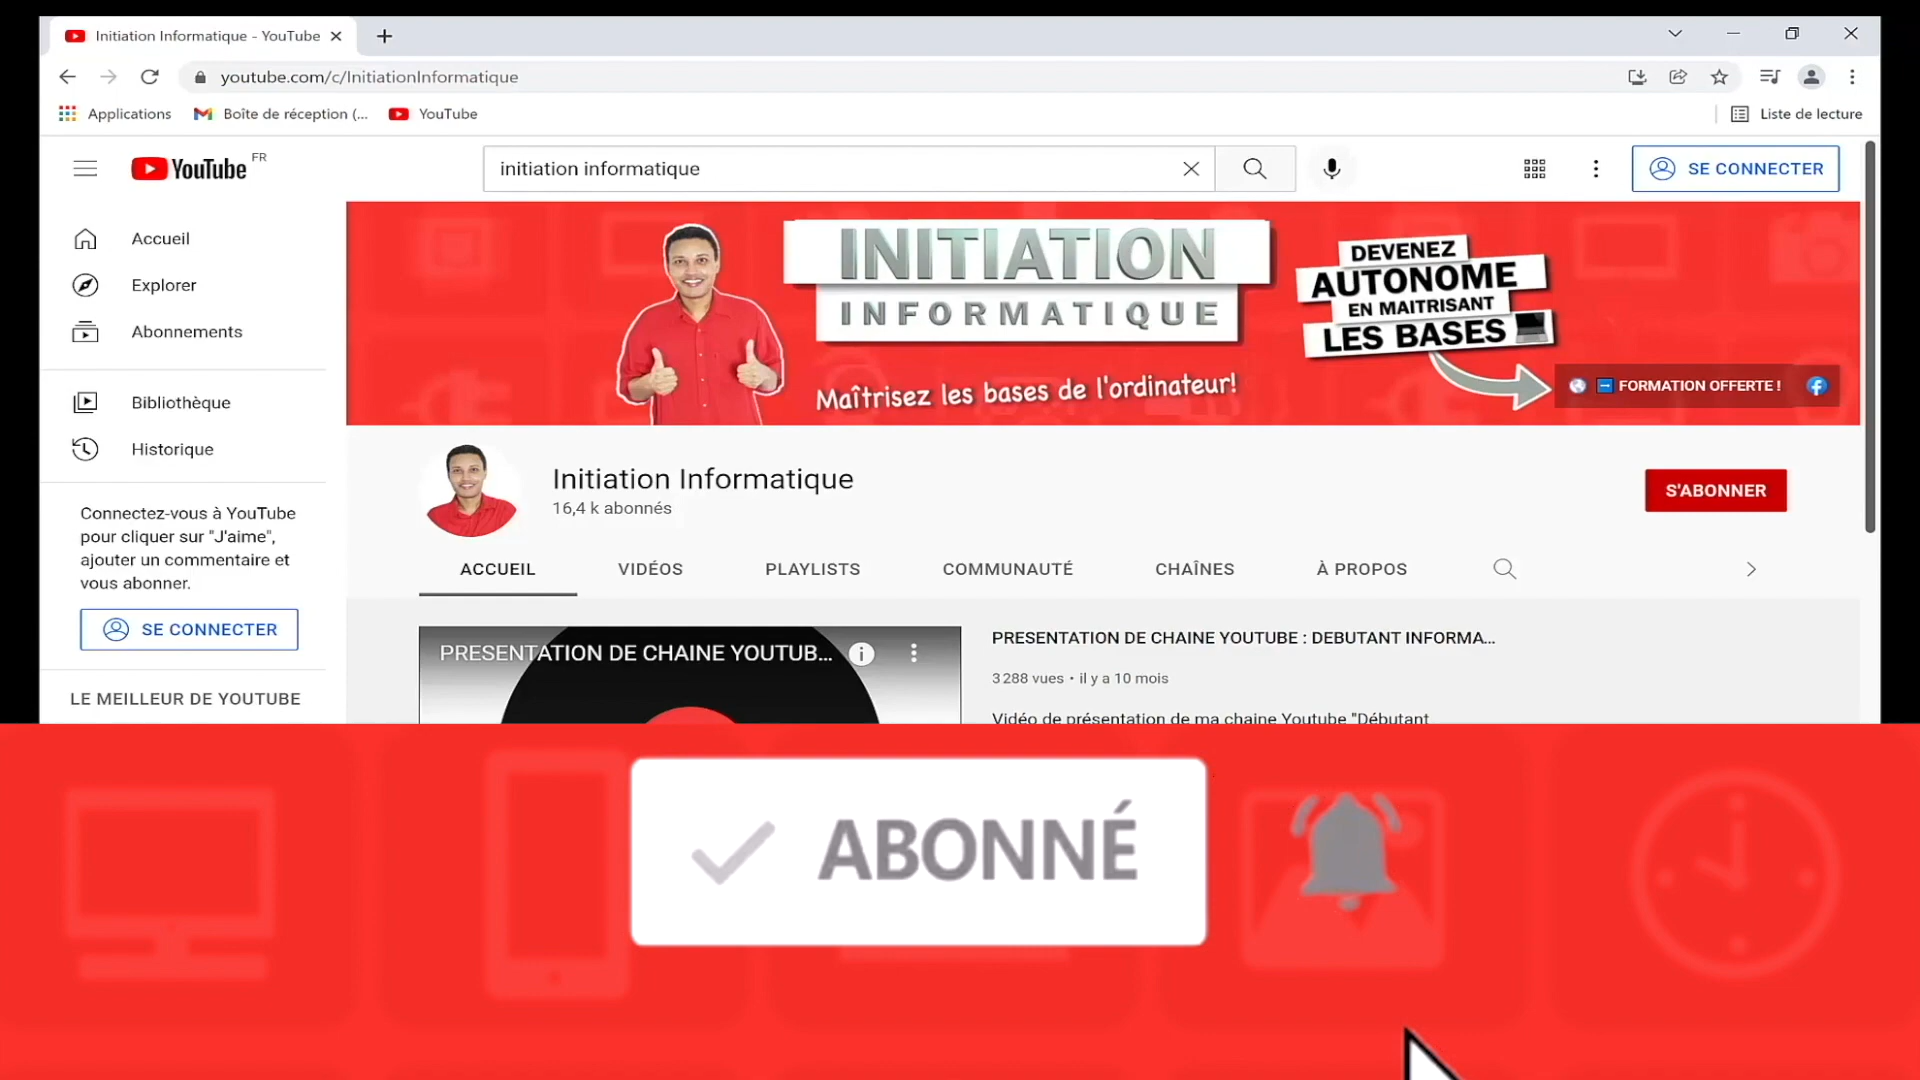 Initiation Informatique - YouTube
youtube.com/c/InitiationInformatique
Applications
Boîte de réception (...
YouTube
Liste de lecture
YouTube FR
initiation informatique
SE CONNECTER
Accueil
Explorer
Abonnements
Bibliothèque
Historique
Connectez-vous à YouTube
pour cliquer sur "J'aime",
ajouter un commentaire et
vous abonner.
SE CONNECTER
LE MEILLEUR DE YOUTUBE
INITIATION
INFORMATIQUE
Maîtrisez les bases de l'ordinateur!
DEVENEZ
AUTONOME
EN MAITRISANT
LES BASES
FORMATION OFFERTE !
Initiation Informatique
16,4 k abonnés
S'ABONNER
ACCUEIL
VIDÉOS
PLAYLISTS
COMMUNAUTÉ
CHAÎNES
À PROPOS
PRESENTATION DE CHAINE YOUTUB...
PRESENTATION DE CHAINE YOUTUBE : DEBUTANT INFORMA...
3 288 vues • il y a 10 mois
Vidéo de présentation de ma chaine Youtube "Débutant
ABONNÉ